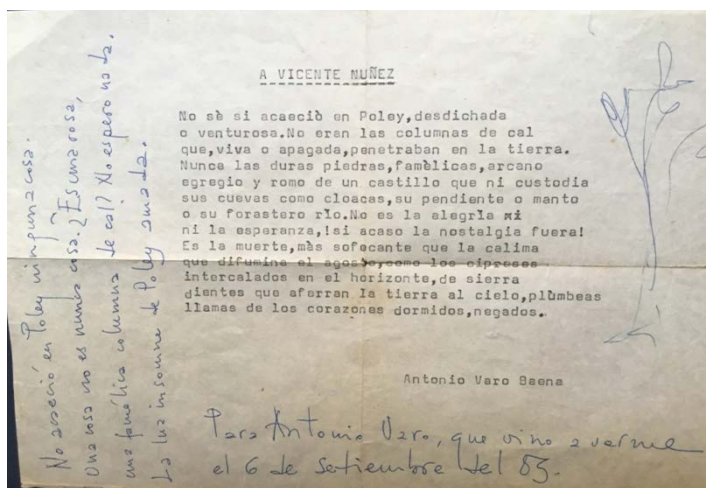 A VICENTE NUÑEZ
No sè si acaeciò en Poley,desdichada
o venturosa.No eran las columnas de cal
que,viva o apagada,penetraban en la tierra.
Nunca las duras piedras,famèlicas,arcano
egregio y romo de un castillo que ni custodia
sus cuevas como cloacas,su pendiente o manto
o su forastero rìo.No es la alegrìa
ni la esperanza,!si acaso la nostalgia fuera!
Es la muerte,màs sofocante que la calima
que difumina el agosto,como los cipreses
intercalados en el horizonte,de sierra
dientes que aferran la tierra al cielo,plùmbeas
llamas de los corazones dormidos,negados.
Antonio Varo Baena
Para Antonio Varo, que vino a verme
el 6 de Setiembre del 85.
No acaeció en Poley ninguna cosa.
Una cosa no es nunca cosa. ¿Es una rosa,
una famélica columna de cal? No espero nada.
La luz insomne de Poley amada.